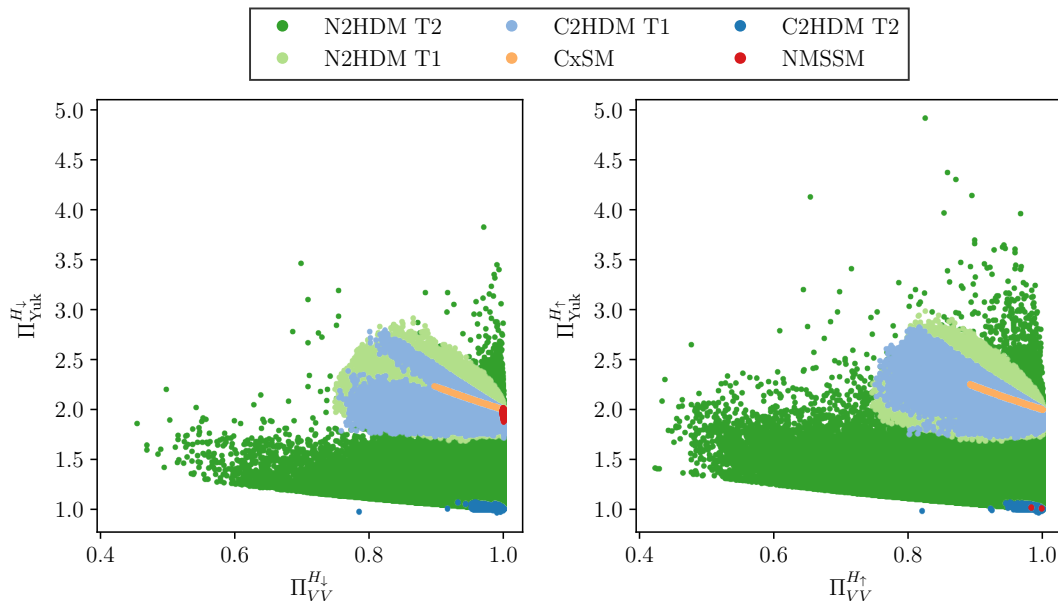 N2HDM T2 C2HDM T1 C2HDM T2
N2HDM T1 CxSM NMSSM
5.0 5.0
4.5 4.5
4.0 4.0
3.5 3.5
3.0 3.0
2.5 2.5
2.0 2.0
1.5 1.5
1.0 1.0
Π^{H↓}_{Yuk} Π^{H↑}_{Yuk}
0.4 0.6 0.8 1.0 0.4 0.6 0.8 1.0
Π^{H↓}_{VV} Π^{H↑}_{VV}